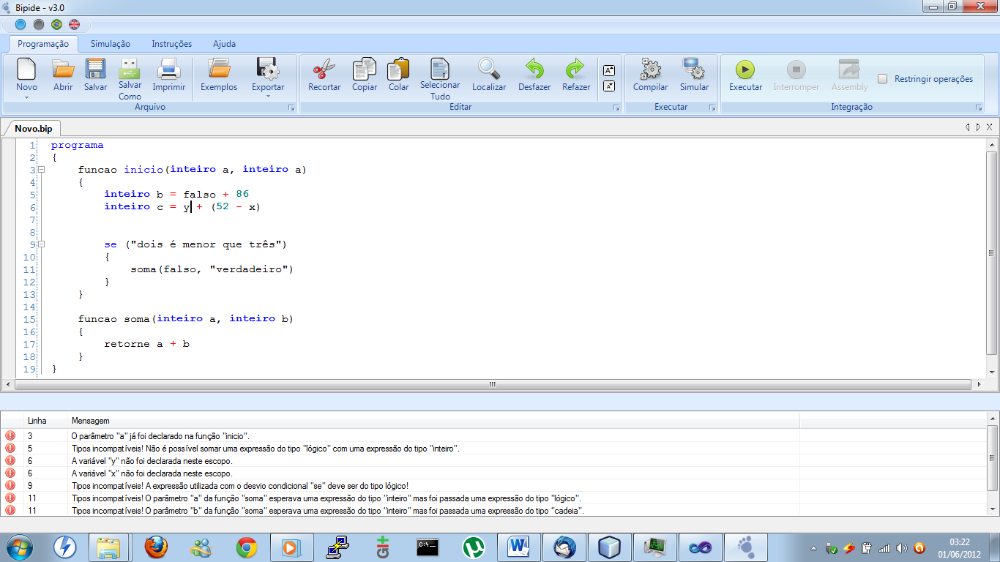 Bipide - v3.0
Programação Simulação Instruções Ajuda
Novo Abrir Salvar Salvar Como Imprimir Exemplos Exportar Recortar Copiar Colar Selecionar Tudo Localizar Desfazer Refazer A A Compilar Simular Executar Interromper Assembly Restringir operações
Arquivo Editar Executar Integração
Novo.bip
1 programa
2 {
3 funcao inicio(inteiro a, inteiro a)
4 {
5 inteiro b = falso + 86
6 inteiro c = y + (52 - x)
7
8
9 se ("dois é menor que três")
10 {
11 soma(falso, "verdadeiro")
12 }
13 }
14
15 funcao soma(inteiro a, inteiro b)
16 {
17 retorne a + b
18 }
19 }
Linha Mensagem
3 O parâmetro "a" já foi declarado na função "inicio".
5 Tipos incompatíveis! Não é possível somar uma expressão do tipo "lógico" com uma expressão do tipo "inteiro".
6 A variável "y" não foi declarada neste escopo.
6 A variável "x" não foi declarada neste escopo.
9 Tipos incompatíveis! A expressão utilizada com o desvio condicional "se" deve ser do tipo lógico!
11 Tipos incompatíveis! O parâmetro "a" da função "soma" esperava uma expressão do tipo "inteiro" mas foi passada uma expressão do tipo "lógico".
11 Tipos incompatíveis! O parâmetro "b" da função "soma" esperava uma expressão do tipo "inteiro" mas foi passada uma expressão do tipo "cadeia".
git C:\_
03:22
01/06/2012